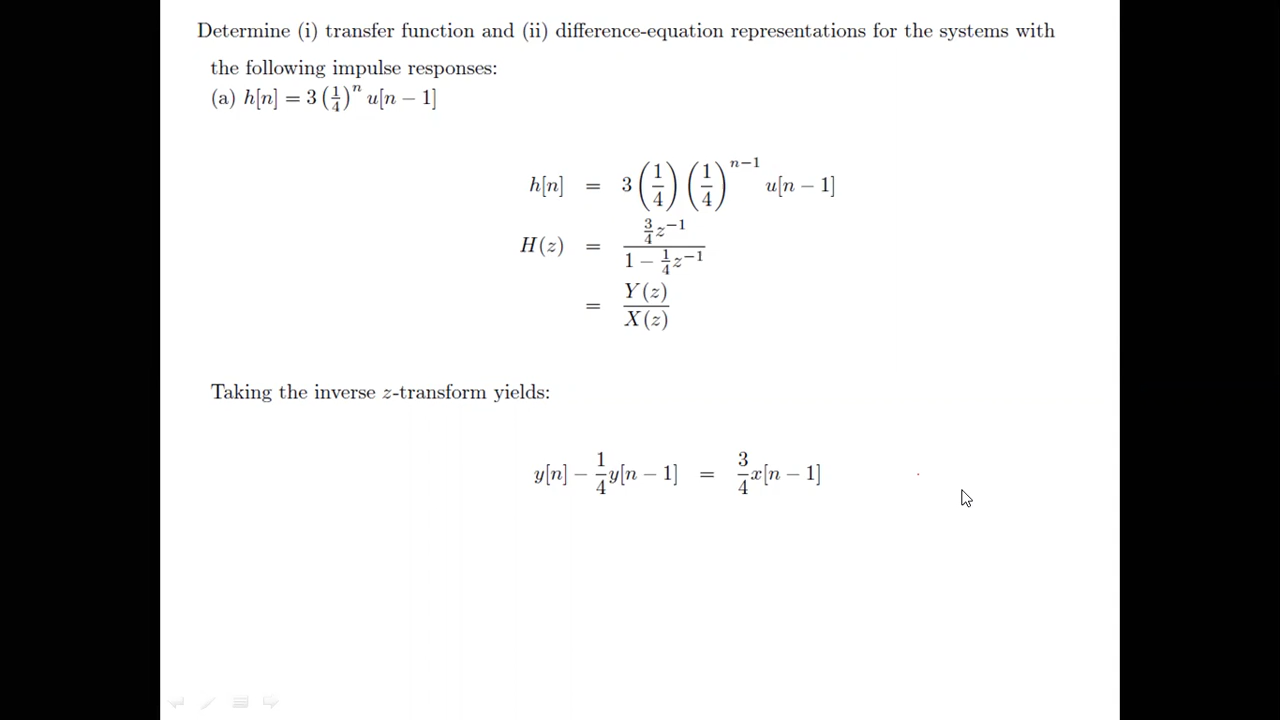 Determine (i) transfer function and (ii) difference-equation representations for the systems with
the following impulse responses:
(a) h[n] = 3 (1/4)^n u[n − 1]
h[n] = 3 (1/4) (1/4)^{n−1} u[n − 1]
H(z) = (3/4 z^{−1}) / (1 − 1/4 z^{−1})
= Y(z) / X(z)
Taking the inverse z-transform yields:
y[n] − 1/4 y[n − 1] = 3/4 x[n − 1]